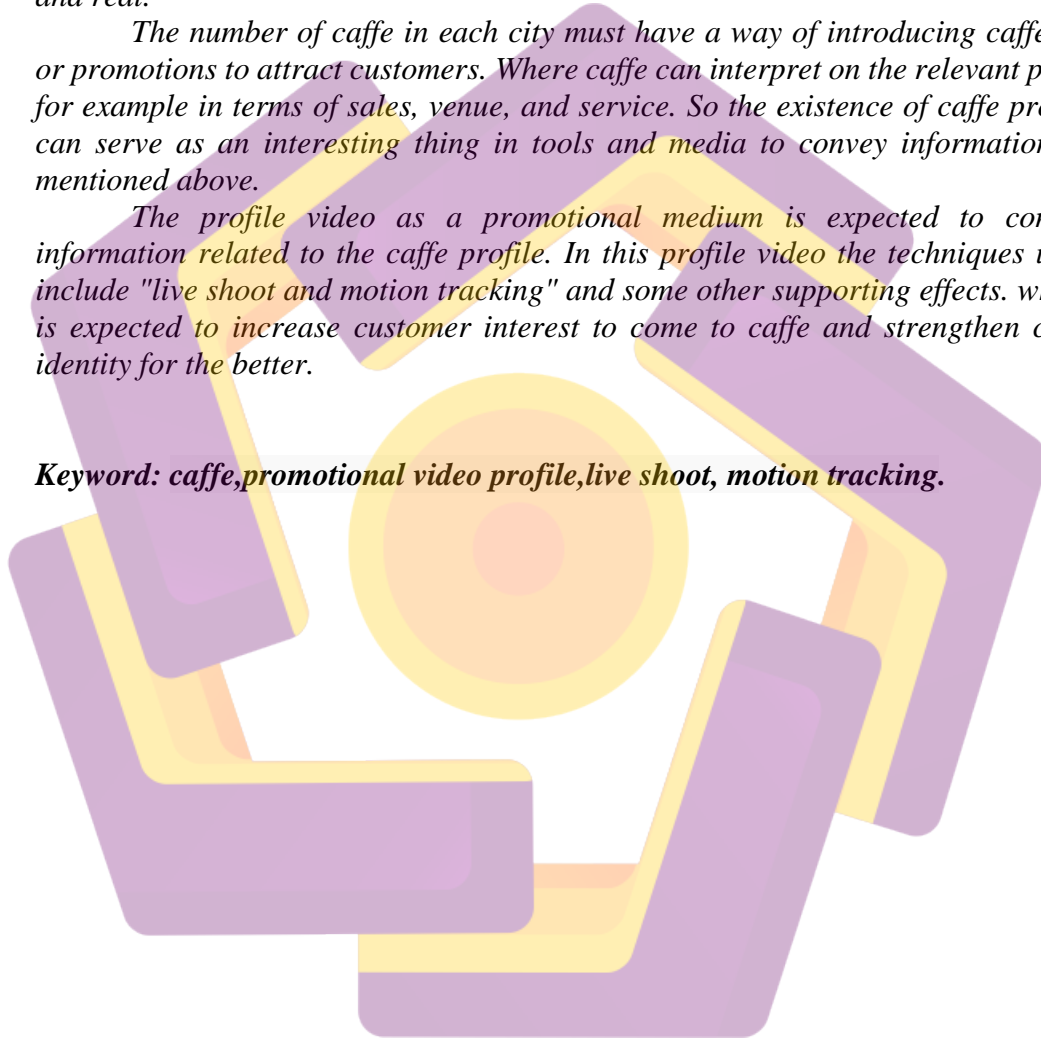 and real.
The number of caffe in each city must have a way of introducing caffe
or promotions to attract customers. Where caffe can interpret on the relevant
for example in terms of sales, venue, and service. So the existence of caffe
can serve as an interesting thing in tools and media to convey information
mentioned above.
The profile video as a promotional medium is expected to
information related to the caffe profile. In this profile video the techniques
include "live shoot and motion tracking" and some other supporting effects.
is expected to increase customer interest to come to caffe and strengthen
identity for the better.
Keyword: caffe,promotional video profile,live shoot, motion tracking.